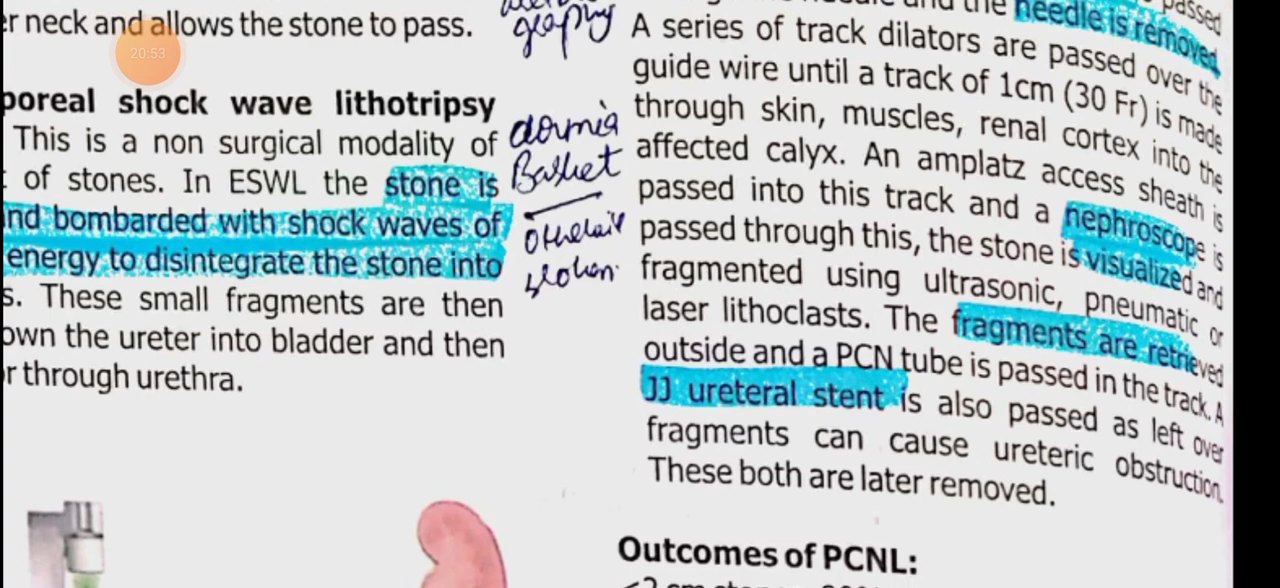 er neck and allows the stone to pass.
20:53
poreal shock wave lithotripsy
This is a non surgical modality of
of stones. In ESWL the stone is
nd bombarded with shock waves of
energy to disintegrate the stone into
s. These small fragments are then
own the ureter into bladder and then
r through urethra.
graphy
dormia
Basket
passed
and the needle is removed
A series of track dilators are passed over the
guide wire until a track of 1cm (30 Fr) is made
through skin, muscles, renal cortex into the
affected calyx. An amplatz access sheath is
passed into this track and a nephroscope is
passed through this, the stone is visualized and
fragmented using ultrasonic, pneumatic or
laser lithoclasts. The fragments are retrieved
outside and a PCN tube is passed in the track. A
JJ ureteral stent is also passed as left over
fragments can cause ureteric obstruction.
These both are later removed.
Outcomes of PCNL: